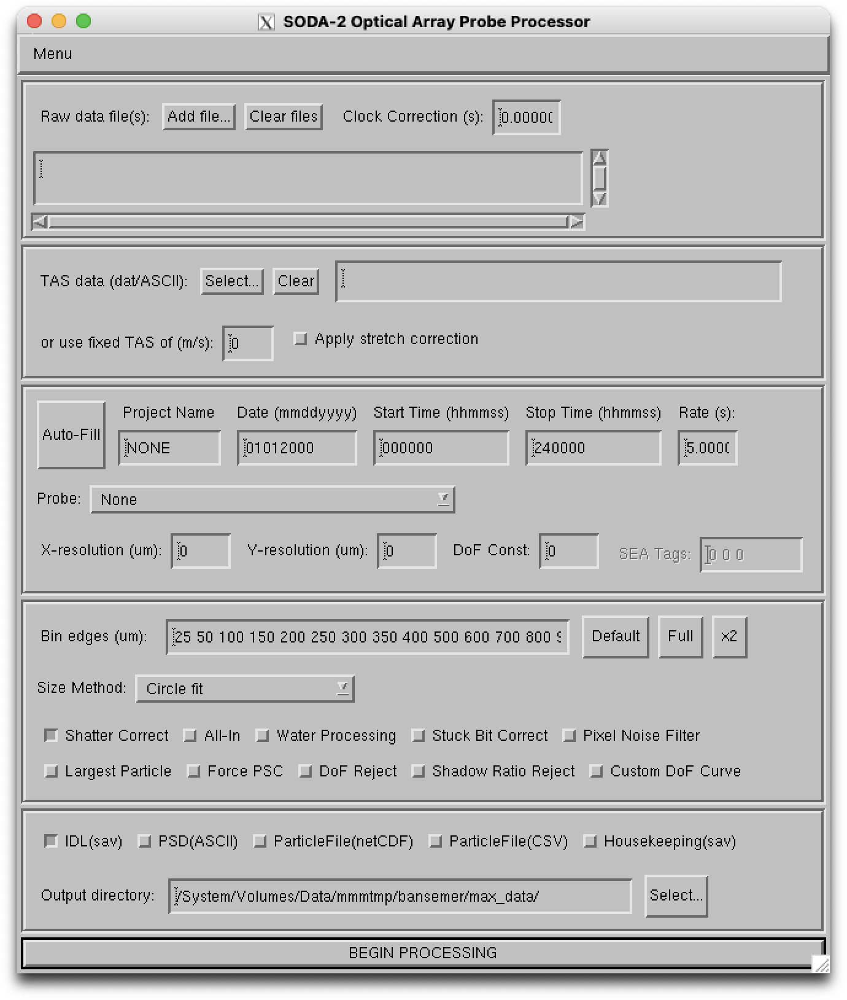 SODA-2 Optical Array Probe Processor
Menu
Raw data file(s): Add file... Clear files Clock Correction (s): 0.0000
TAS data (dat/ASCII): Select... Clear
or use fixed TAS of (m/s): 0 Apply stretch correction
Auto-Fill Project Name Date (mmddyyyy) Start Time (hhmmss) Stop Time (hhmmss) Rate (s):
NONE 01012000 000000 240000 5.000
Probe: None
X-resolution (um): 0 Y-resolution (um): 0 DoF Const: 0 SEA Tags: 0 0 0
Bin edges (um): 25 50 100 150 200 250 300 350 400 500 600 700 800 Default Full x2
Size Method: Circle fit
Shatter Correct All-In Water Processing Stuck Bit Correct Pixel Noise Filter
Largest Particle Force PSC DoF Reject Shadow Ratio Reject Custom DoF Curve
IDL(sav) PSD(ASCII) ParticleFile(netCDF) ParticleFile(CSV) Housekeeping(sav)
Output directory: /System/Volumes/Data/mmmtmp/bansemer/max_data/ Select...
BEGIN PROCESSING